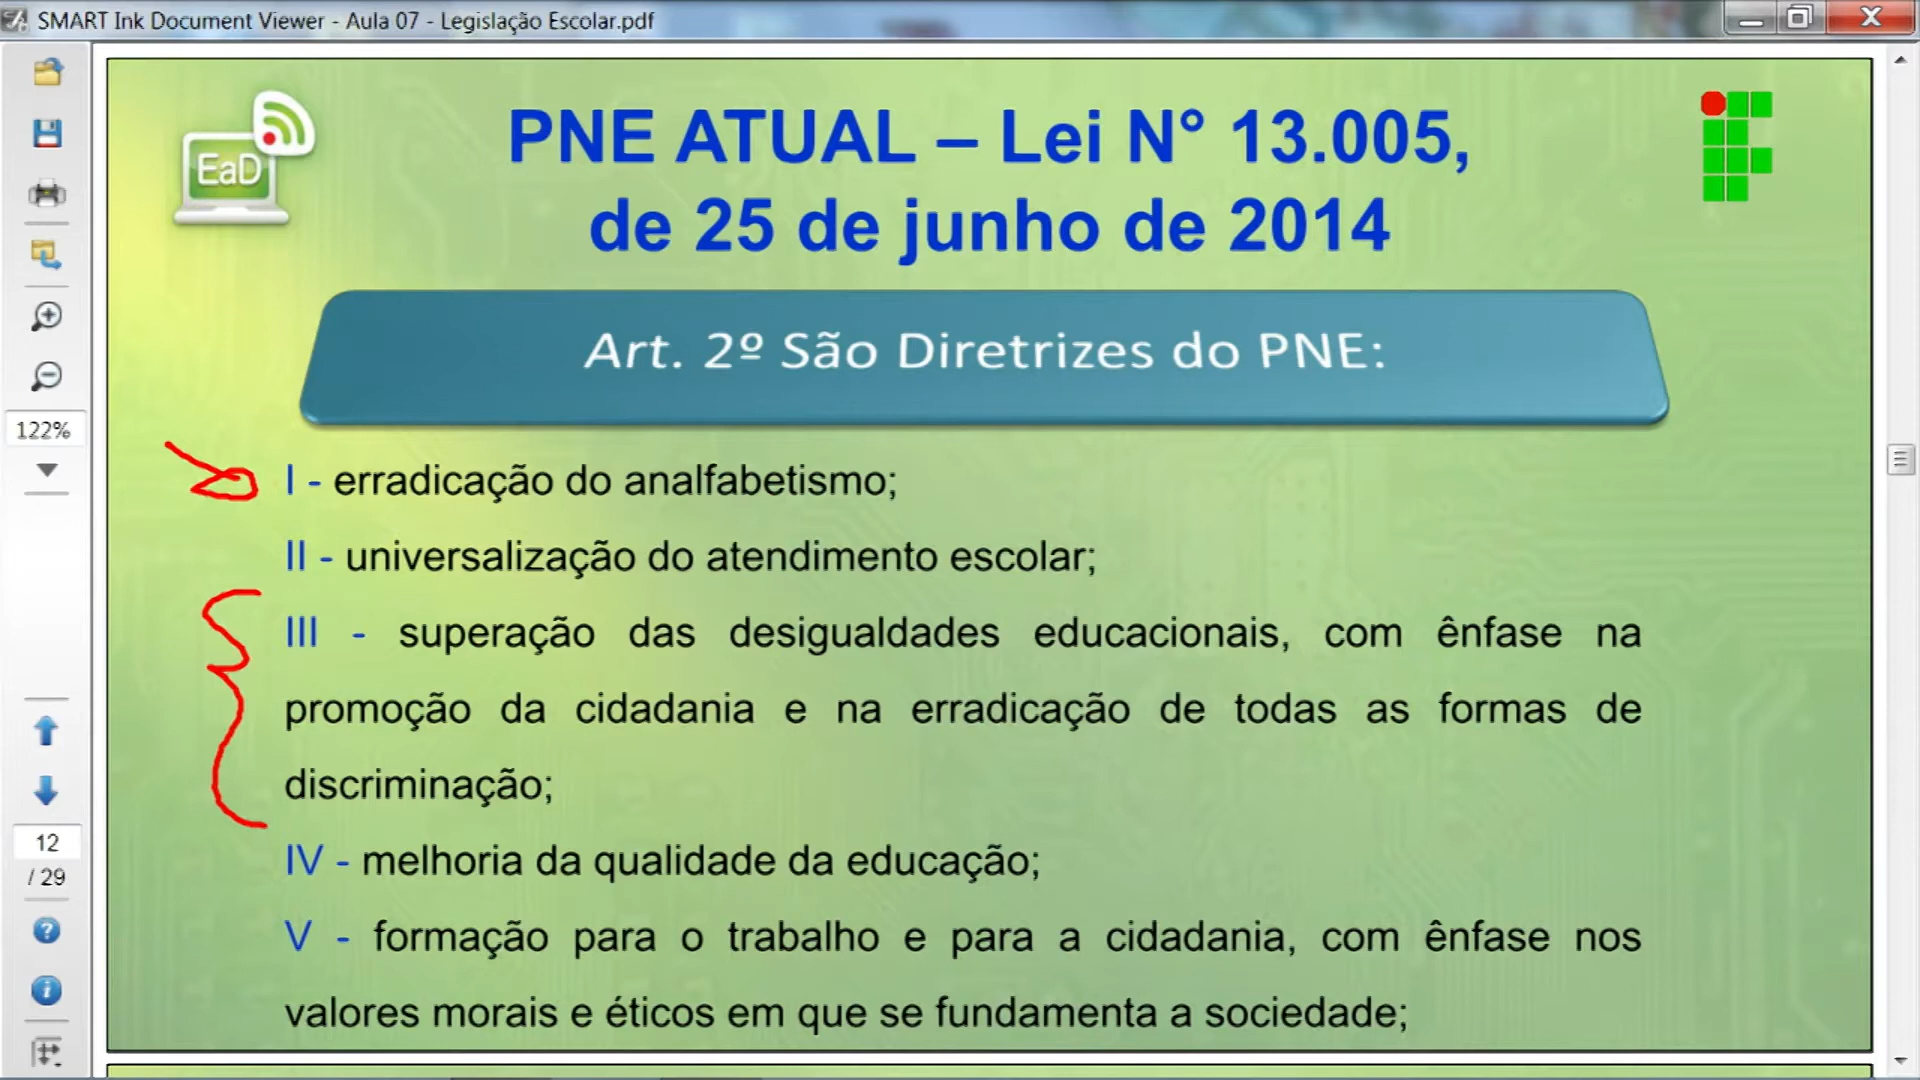 SMART Ink Document Viewer - Aula 07 - Legislação Escolar.pdf
EaD
PNE ATUAL – Lei N° 13.005,
de 25 de junho de 2014
Art. 2º São Diretrizes do PNE:
122%
I - erradicação do analfabetismo;
II - universalização do atendimento escolar;
III - superação das desigualdades educacionais, com ênfase na
promoção da cidadania e na erradicação de todas as formas de
discriminação;
IV - melhoria da qualidade da educação;
V - formação para o trabalho e para a cidadania, com ênfase nos
valores morais e éticos em que se fundamenta a sociedade;
12
/ 29